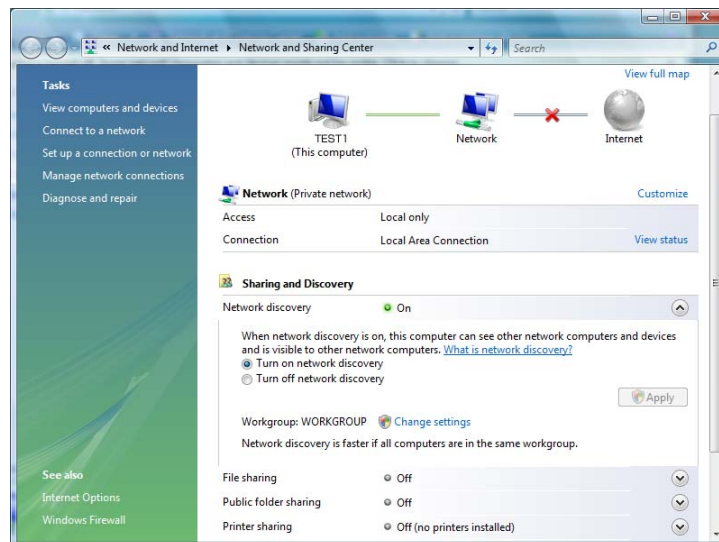 « Network and Internet ▸ Network and Sharing Center
Search
Tasks
View computers and devices
Connect to a network
Set up a connection or network
Manage network connections
Diagnose and repair
See also
Internet Options
Windows Firewall
View full map
TEST1
(This computer)
Network
Internet
Network (Private network)
Customize
Access Local only
Connection Local Area Connection View status
Sharing and Discovery
Network discovery On
When network discovery is on, this computer can see other network computers and devices
and is visible to other network computers. What is network discovery?
Turn on network discovery
Turn off network discovery
Apply
Workgroup: WORKGROUP Change settings
Network discovery is faster if all computers are in the same workgroup.
File sharing Off
Public folder sharing Off
Printer sharing Off (no printers installed)